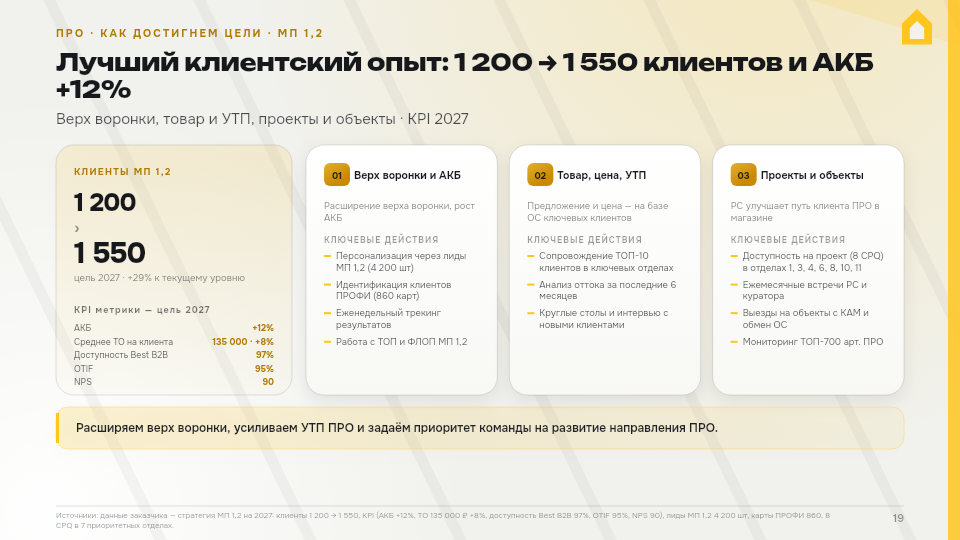 ПРО · КАК ДОСТИГНЕМ ЦЕЛИ · МП 1,2
Лучший клиентский опыт: 1 200 → 1 550 клиентов и АКБ
+12%
Верх воронки, товар и УТП, проекты и объекты · KPI 2027
КЛИЕНТЫ МП 1,2
1 200
›
1 550
цель 2027 · +29% к текущему уровню
KPI метрики — цель 2027
АКБ +12%
Среднее ТО на клиента 135 000 · +8%
Доступность Best B2B 97%
OTIF 95%
NPS 90
01 Верх воронки и АКБ
Расширение верха воронки, рост
АКБ
КЛЮЧЕВЫЕ ДЕЙСТВИЯ
Персонализация через лиды
МП 1,2 (4 200 шт)
Идентификация клиентов
ПРОФИ (860 карт)
Еженедельный трекинг
результатов
Работа с ТОП и ФЛОП МП 1,2
02 Товар, цена, УТП
Предложение и цена — на базе
ОС ключевых клиентов
КЛЮЧЕВЫЕ ДЕЙСТВИЯ
Сопровождение ТОП-10
клиентов в ключевых отделах
Анализ оттока за последние 6
месяцев
Круглые столы и интервью с
новыми клиентами
03 Проекты и объекты
РС улучшает путь клиента ПРО в
магазине
КЛЮЧЕВЫЕ ДЕЙСТВИЯ
Доступность на проект (8 CPQ)
в отделах 1, 3, 4, 6, 8, 10, 11
Ежемесячные встречи РС и
куратора
Выезды на объекты с КАМ и
обмен ОС
Мониторинг ТОП-700 арт. ПРО
Расширяем верх воронки, усиливаем УТП ПРО и задаём приоритет команды на развитие направления ПРО.
Источники: данные заказчика — стратегия МП 1,2 на 2027: клиенты 1 200 → 1 550, KPI (АКБ +12%, ТО 135 000 ₽ +8%, доступность Best B2B 97%, OTIF 95%, NPS 90), лиды МП 1,2 4 200 шт, карты ПРОФИ 860, 8
CPQ в 7 приоритетных отделах.
19